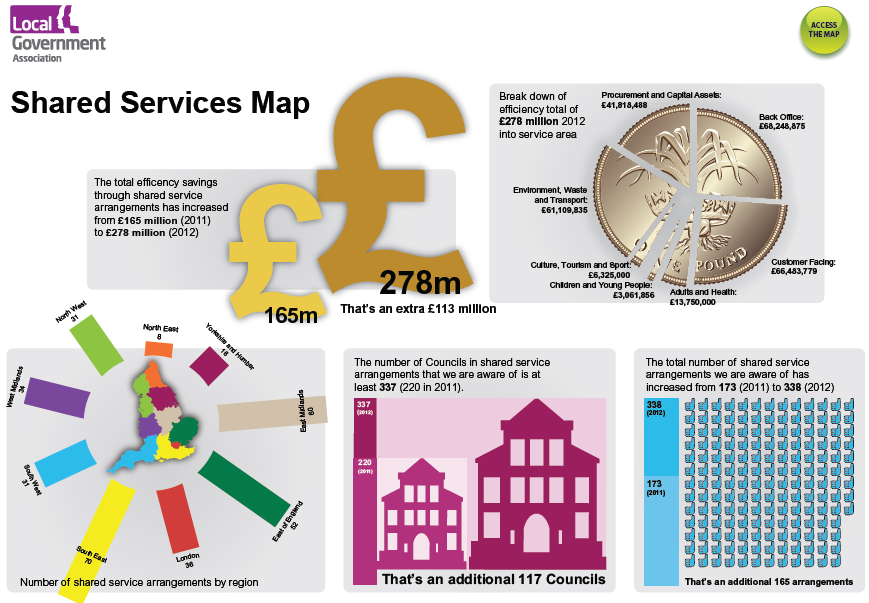 Local
Government
Association
ACCESS
THE MAP
Shared Services Map
The total efficency savings
through shared service
arrangements has increased
from £165 million (2011)
to £278 million (2012)
££
165m
278m
That's an extra £113 million
Break down of
efficiency total of
£278 million 2012
into service area
Procurement and Capital Assets:
£41,818,488
Back Office:
£68,248,875
Environment, Waste
and Transport:
£61,109,835
Customer Facing:
£66,483,779
Culture, Tourism and Sport:
£6,325,000
Children and Young People:
£3,061,856
Adults and Health:
£13,750,000
POUND
North West
31
North East
8
Yorkshire and Humber
16
West Midlands
34
East Midlands
60
South West
31
East of England
52
South East
70
London
36
Number of shared service arrangements by region
The number of Councils in shared service
arrangements that we are aware of is at
least 337 (220 in 2011).
337
(2012)
220
(2011)
That's an additional 117 Councils
The total number of shared service
arrangements we are aware of has
increased from 173 (2011) to 338 (2012)
338
(2012)
173
(2011)
That's an additional 165 arrangements